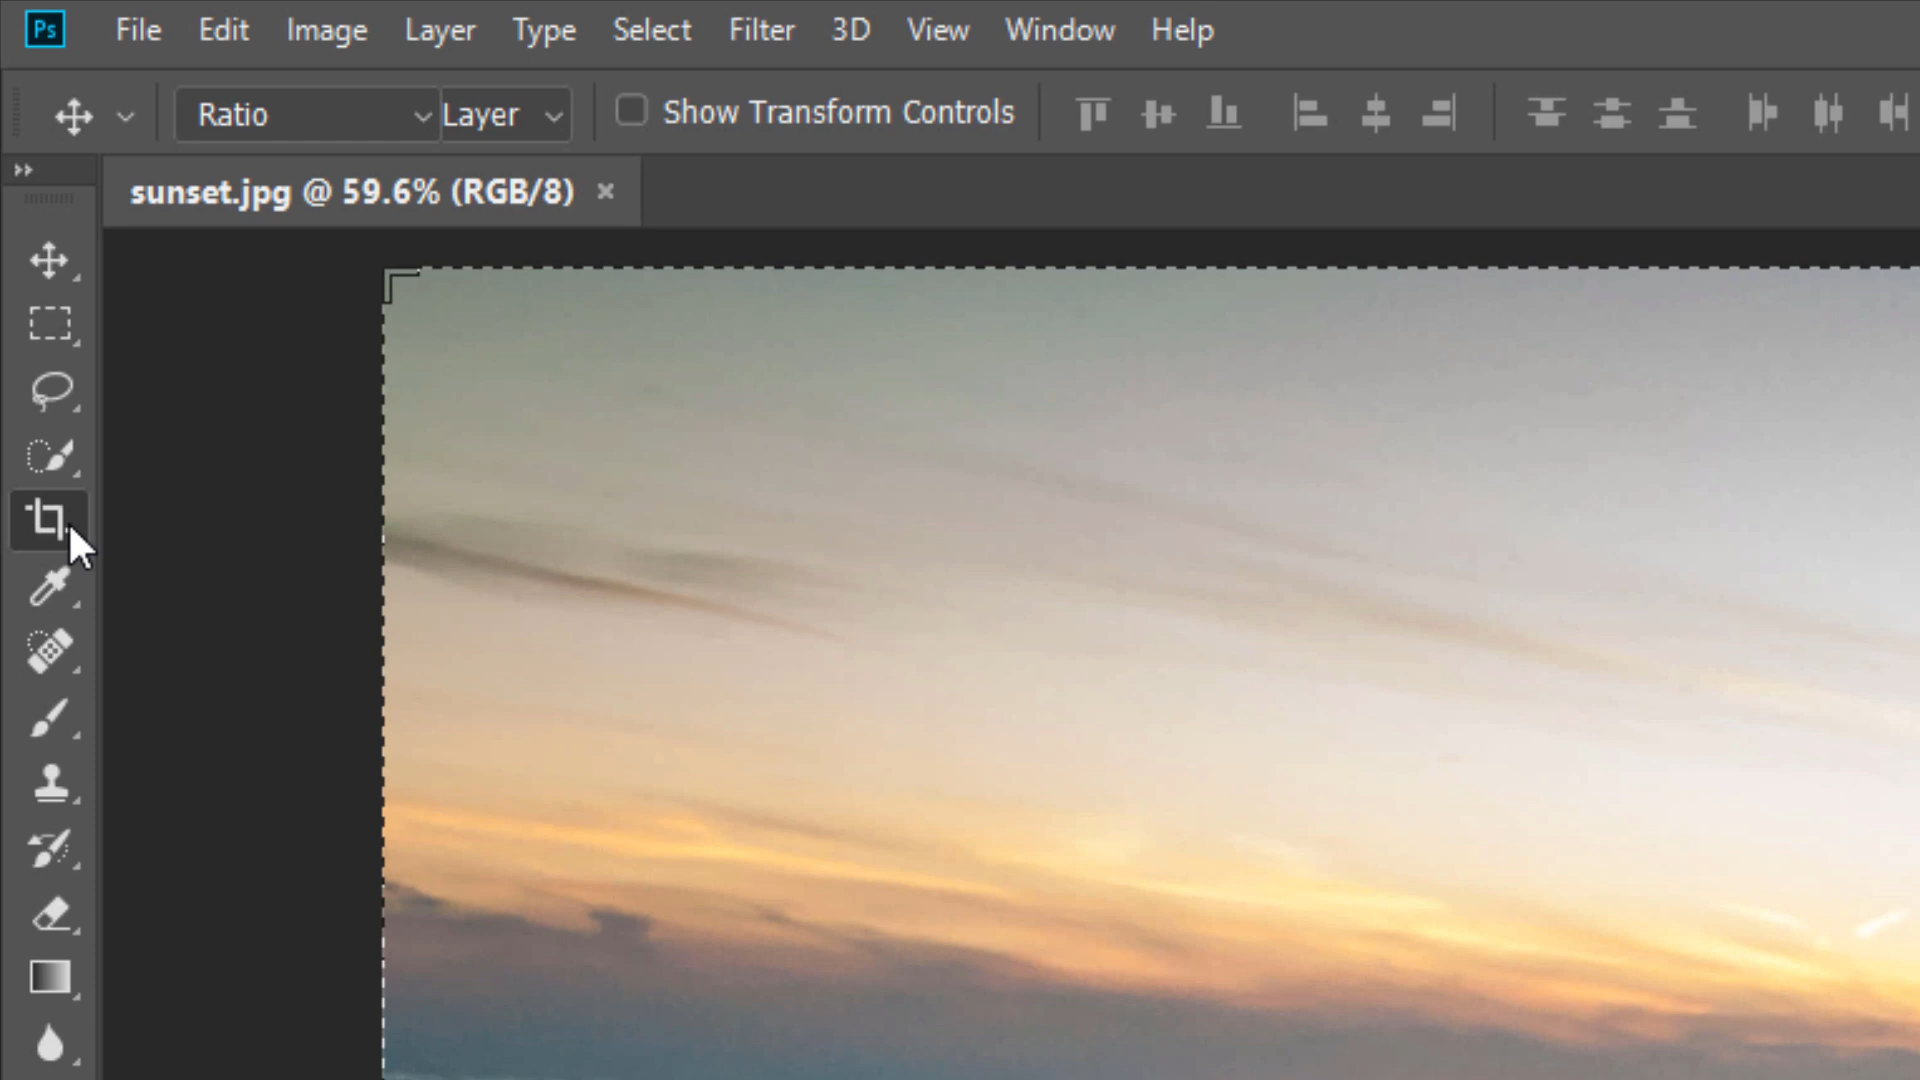 Ps File Edit Image Layer Type Select Filter 3D View Window Help
Ratio Layer Show Transform Controls
sunset.jpg @ 59.6% (RGB/8) ×